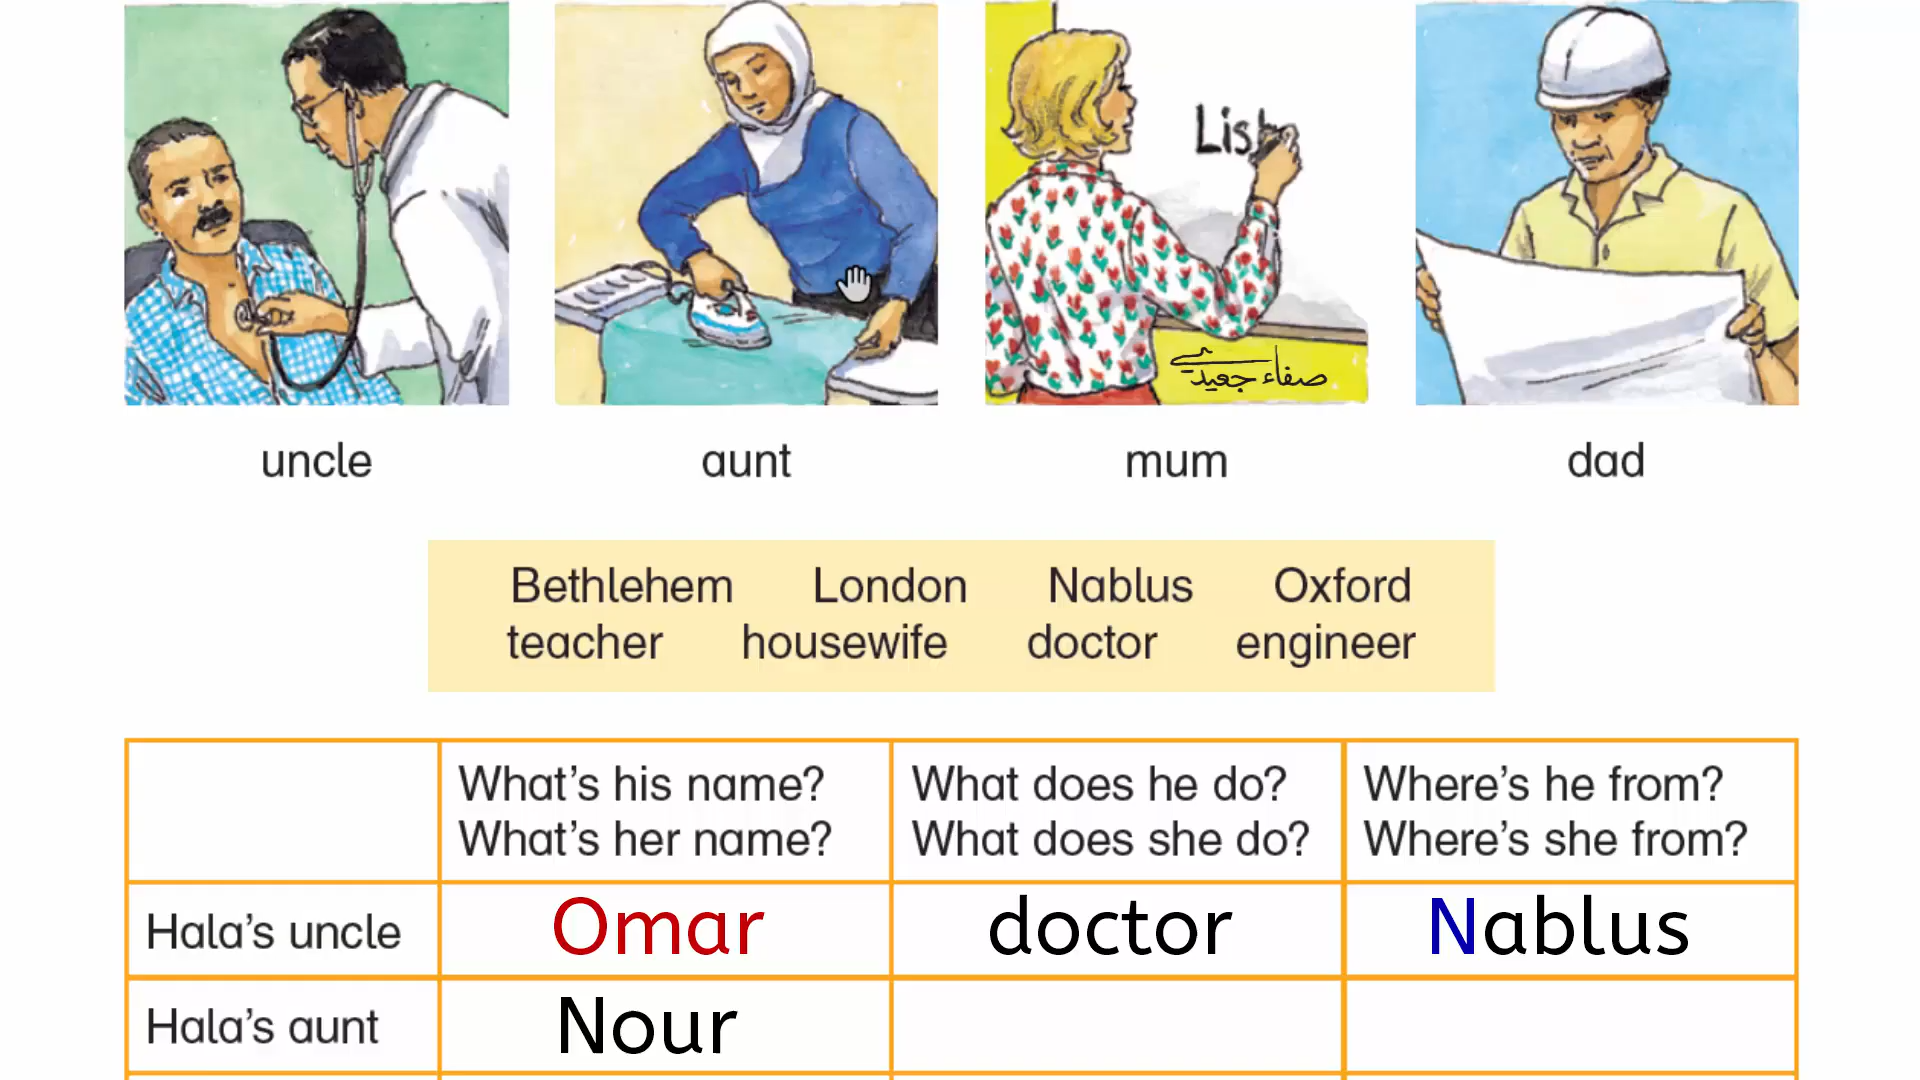 Lis
صفاء جعيدي
uncle
aunt
mum
dad
Bethlehem London Nablus Oxford
teacher housewife doctor engineer
What's his name?
What's her name?
What does he do?
What does she do?
Where's he from?
Where's she from?
Hala's uncle
Omar
doctor
Nablus
Hala's aunt
Nour